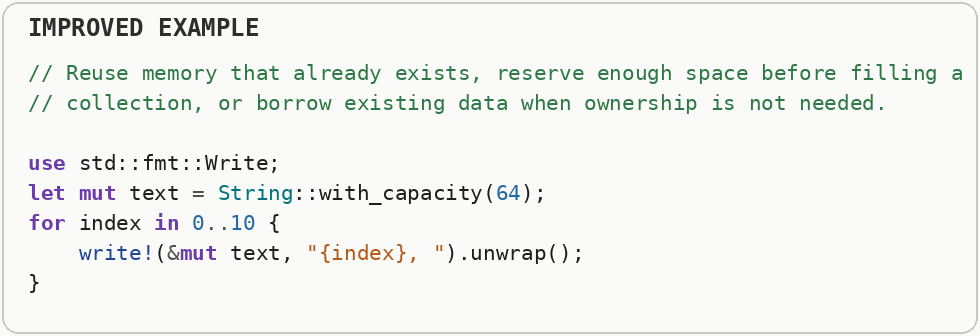 IMPROVED EXAMPLE
// Reuse memory that already exists, reserve enough space before filling a
// collection, or borrow existing data when ownership is not needed.
use std::fmt::Write;
let mut text = String::with_capacity(64);
for index in 0..10 {
    write!(&mut text, "{index}, ").unwrap();
}